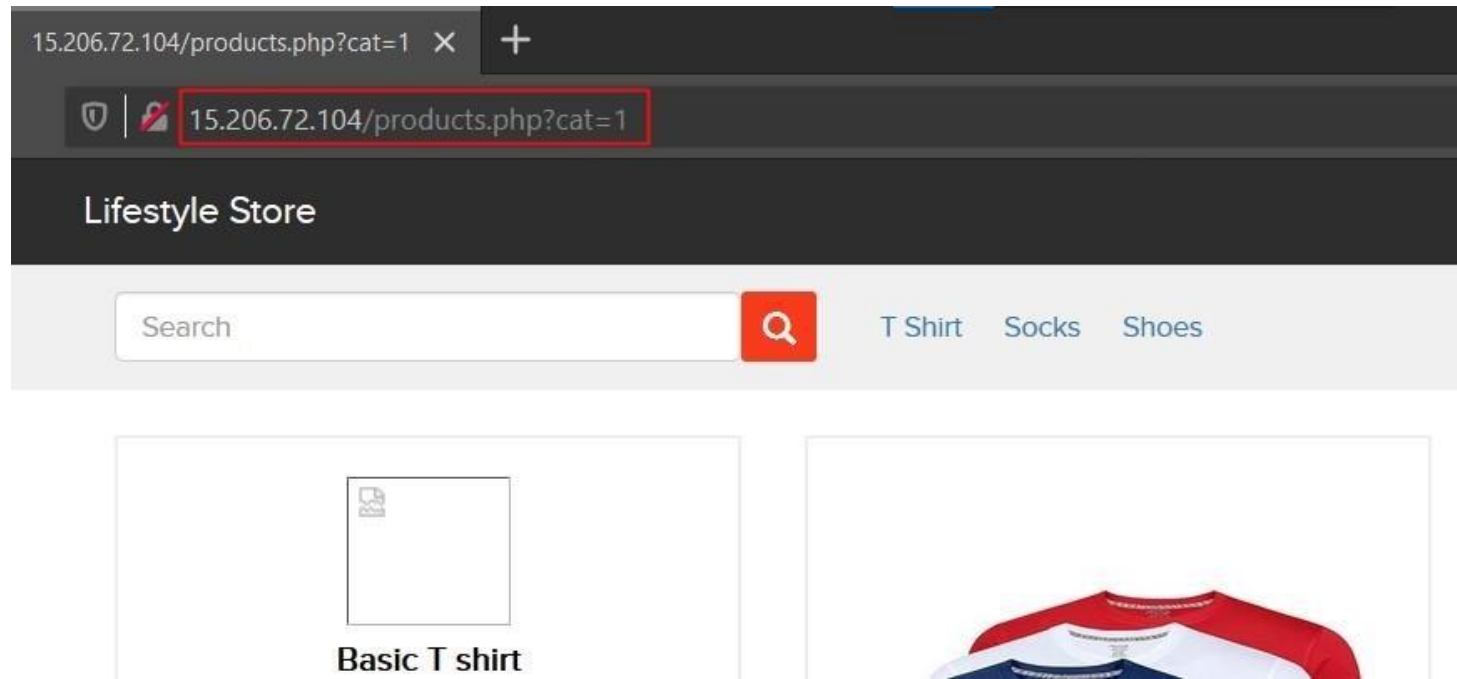 15.206.72.104/products.php?cat=1
15.206.72.104/products.php?cat=1
Lifestyle Store
Search
T Shirt Socks Shoes
Basic T shirt